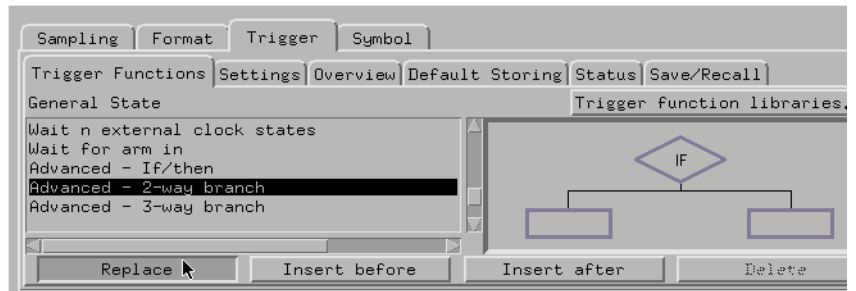 Sampling Format Trigger Symbol
Trigger Functions Settings Overview Default Storing Status Save/Recall
General State Trigger function libraries.
Wait n external clock states
Wait for arm in
Advanced - If/then
Advanced - 2-way branch
Advanced - 3-way branch
IF
Replace Insert before Insert after Delete